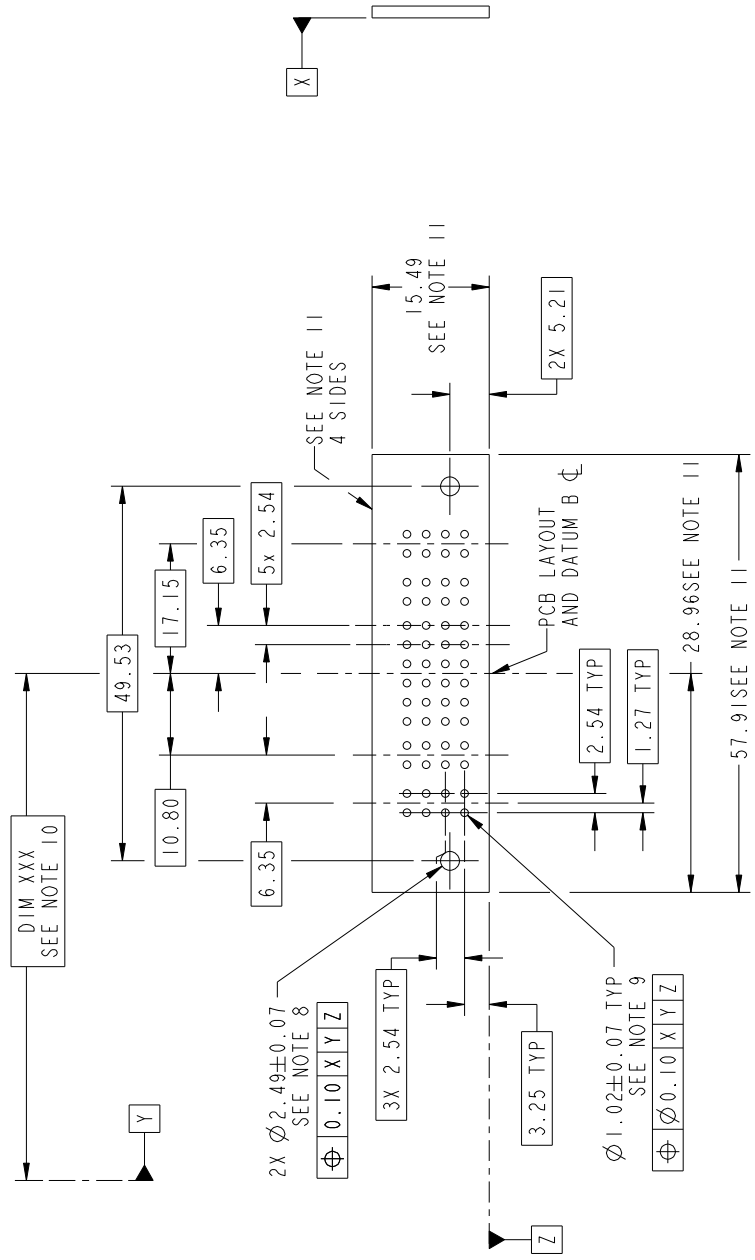 X
DIM XXX
SEE NOTE 10
49.53
17.15
6.35
5x 2.54
SEE NOTE 11
4 SIDES
15.49
SEE NOTE 11
2X 5.21
10.80
6.35
Y
2X Ø2.49±0.07
SEE NOTE 8
⌖ 0.10 X Y Z
3X 2.54 TYP
3.25 TYP
Ø1.02±0.07 TYP
SEE NOTE 9
⌖ Ø0.10 X Y Z
PCB LAYOUT
AND DATUM B ℄
2.54 TYP
1.27 TYP
28.96SEE NOTE 11
57.91SEE NOTE 11
Z